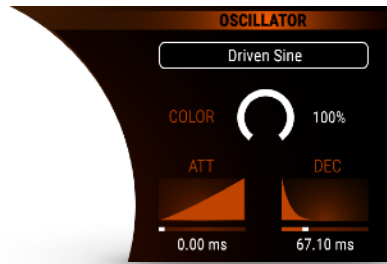 OSCILLATOR
Driven Sine
COLOR 100%
ATT DEC
0.00 ms 67.10 ms